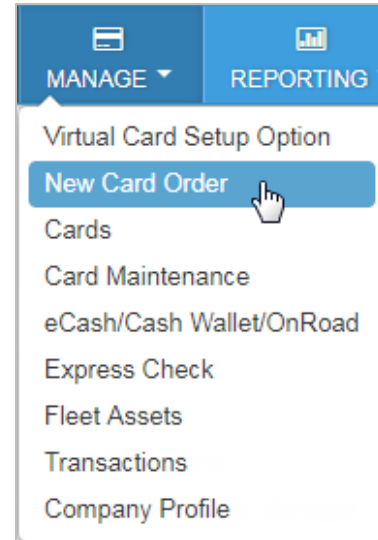 MANAGE
REPORTING
Virtual Card Setup Option
New Card Order
Cards
Card Maintenance
eCash/Cash Wallet/OnRoad
Express Check
Fleet Assets
Transactions
Company Profile